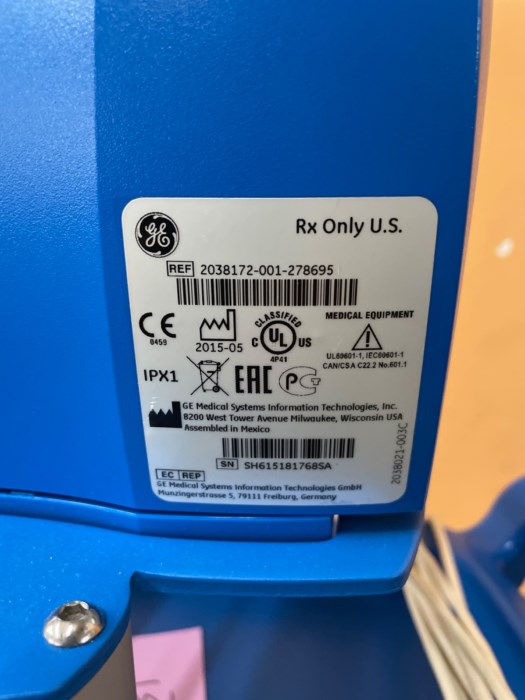 GE
Rx Only U.S.
REF 2038172-001-278695
CE
0459
2015-05
CLASSIFIED
C UL US
4P41
MEDICAL EQUIPMENT
UL60601-1, IEC60601-1
CAN/CSA C22.2 No.601.1
IPX1
EAC
PCT
GE Medical Systems Information Technologies, Inc.
8200 West Tower Avenue Milwaukee, Wisconsin USA
Assembled in Mexico
SN SH615181768SA
2038021-003C
EC REP
GE Medical Systems Information Technologies GmbH
Munzingerstrasse 5, 79111 Freiburg, Germany